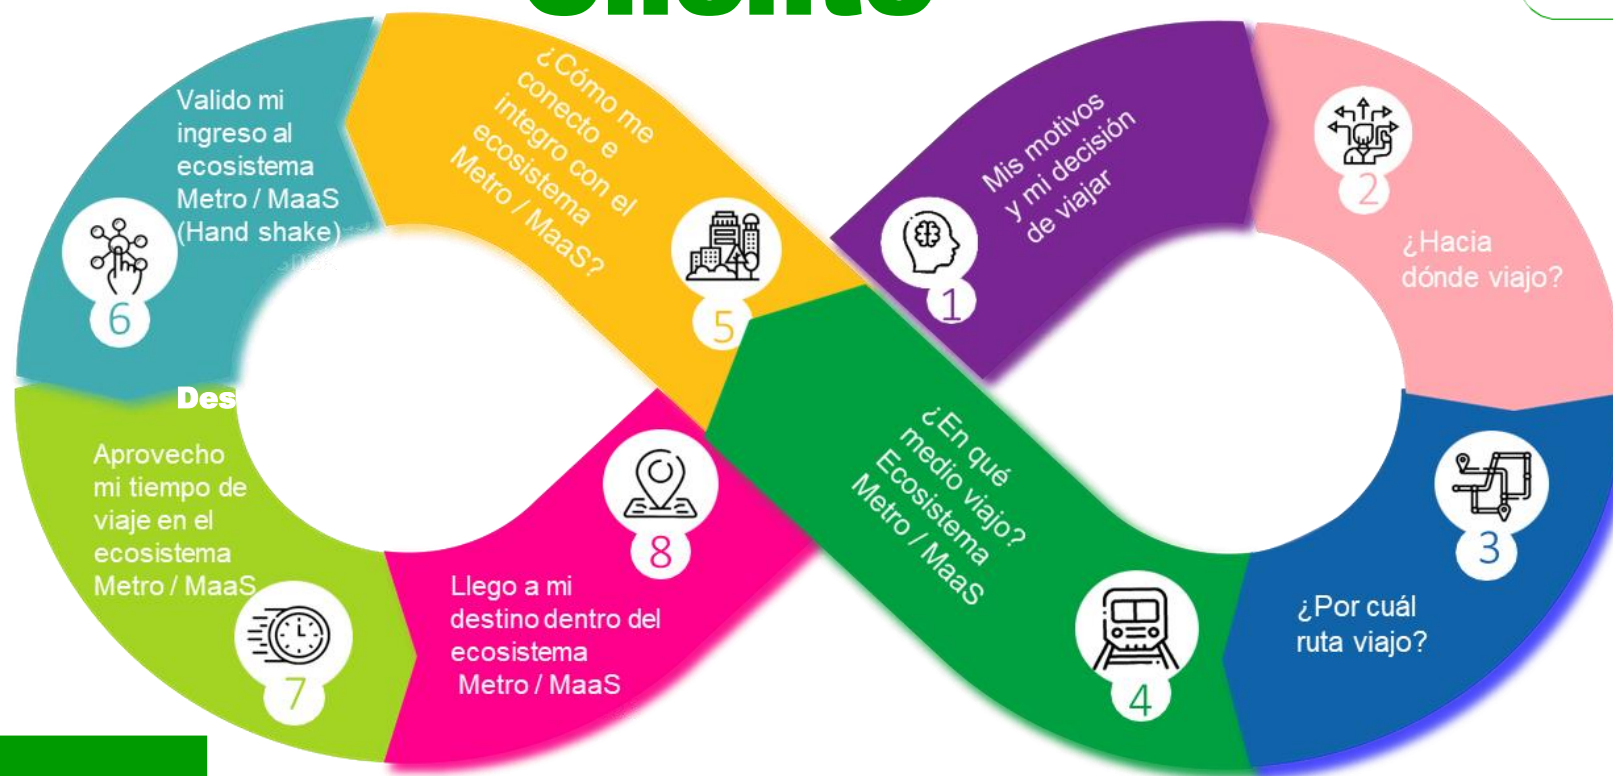 Cliente
Mis motivos
y mi decisión
de viajar
1
2
¿Hacia
dónde viajo?
3
¿Por cuál
ruta viajo?
¿En qué
medio viajo?
Ecosistema
Metro / MaaS
4
¿Cómo me
conecto e
integro con el
ecosistema
Metro / MaaS?
5
Valido mi
ingreso al
ecosistema
Metro / MaaS
(Hand shake)
6
Des
Aprovecho
mi tiempo de
viaje en el
ecosistema
Metro / MaaS
7
8
Llego a mi
destino dentro del
ecosistema
Metro / MaaS